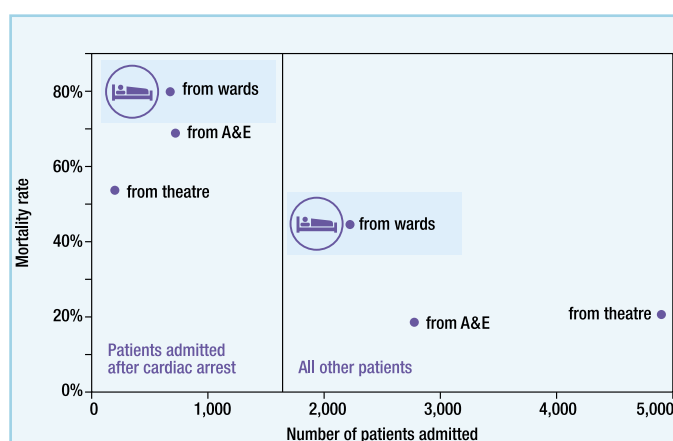 80%
60%
40%
20%
0%
Mortality rate
from wards
from A&E
from theatre
from wards
from A&E
from theatre
Patients admitted
after cardiac arrest
All other patients
0 1,000 2,000 3,000 4,000 5,000
Number of patients admitted